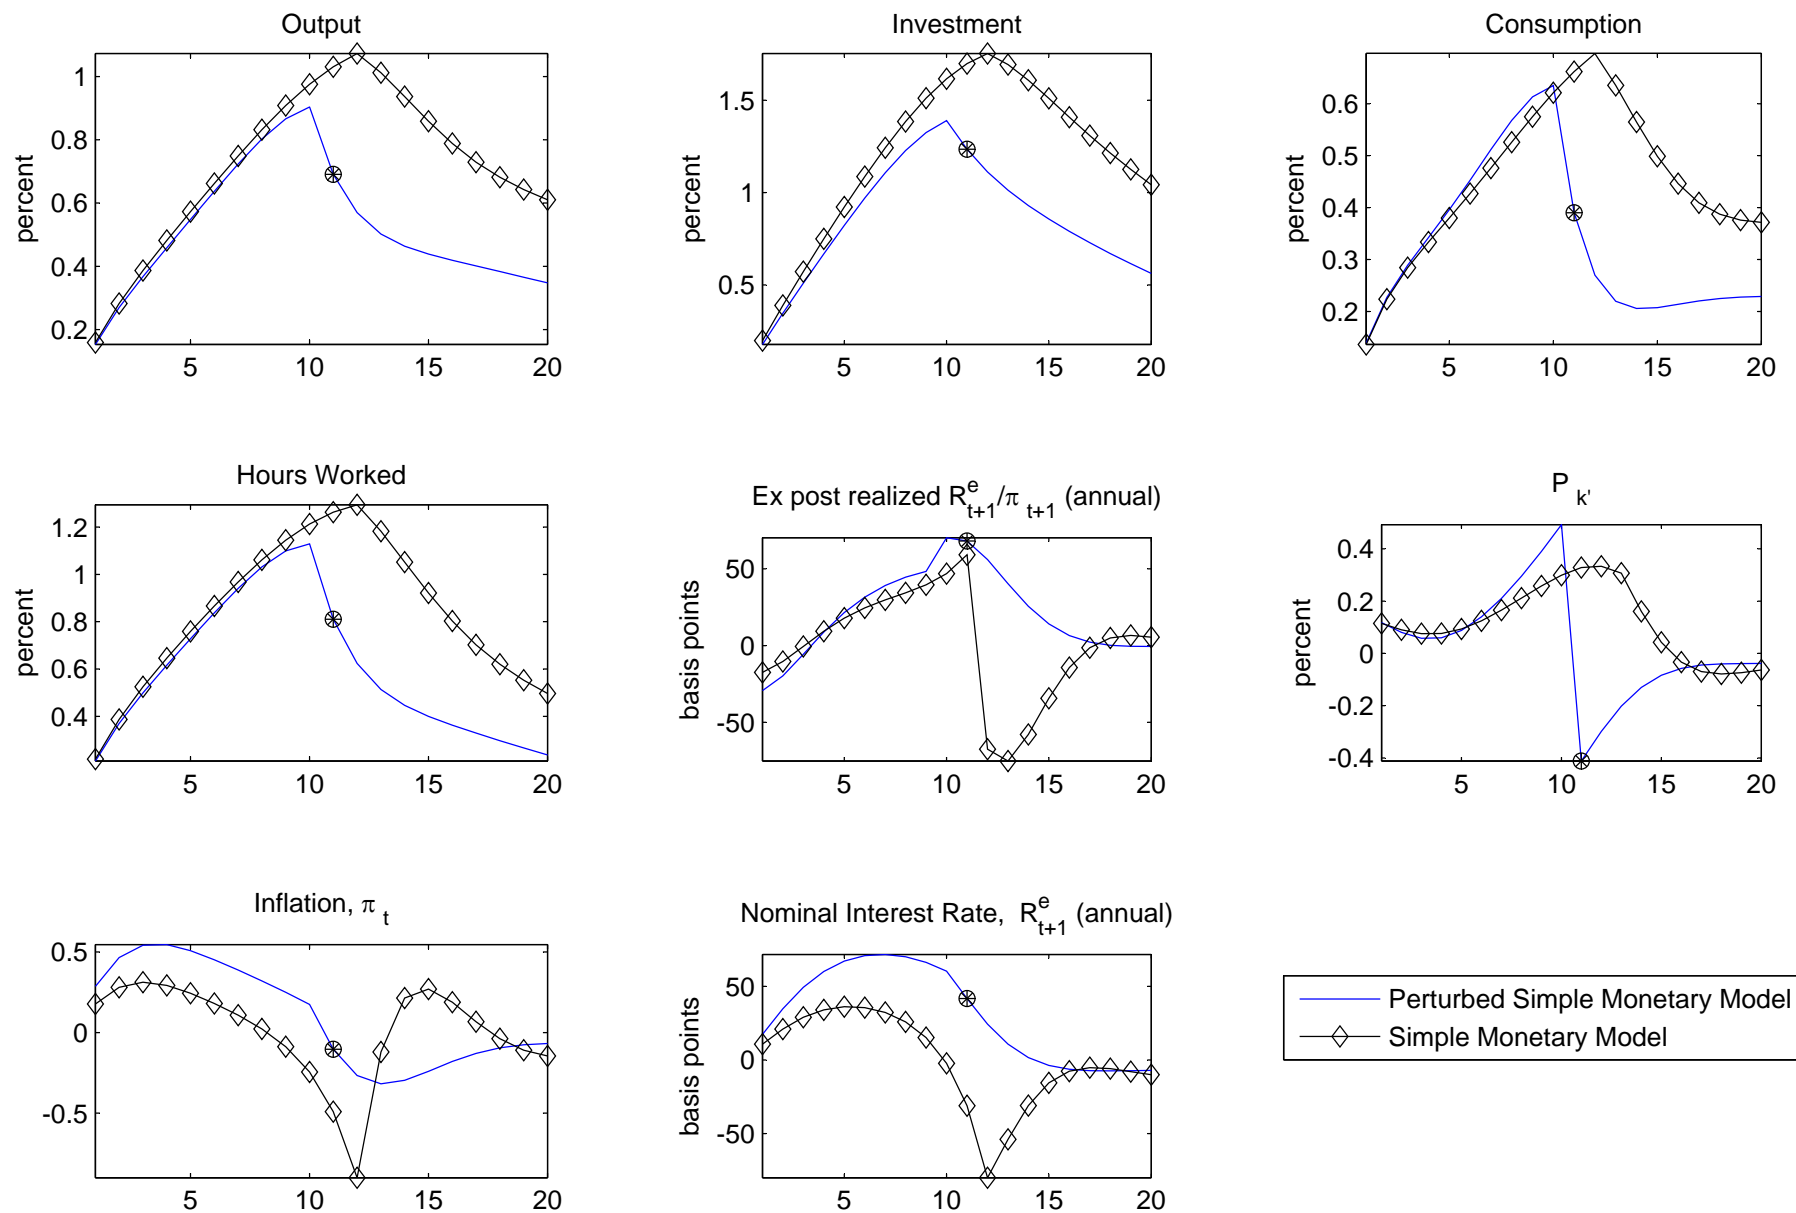 Output
percent
1
0.8
0.6
0.4
0.2
5 10 15 20
Investment
percent
1.5
1
0.5
5 10 15 20
Consumption
percent
0.6
0.5
0.4
0.3
0.2
5 10 15 20
Hours Worked
percent
1.2
1
0.8
0.6
0.4
5 10 15 20
Ex post realized R^e_{t+1}/π_{t+1} (annual)
basis points
50
0
-50
5 10 15 20
P_{k'}
percent
0.4
0.2
0
-0.2
-0.4
5 10 15 20
Inflation, π_t
0.5
0
-0.5
5 10 15 20
Nominal Interest Rate, R^e_{t+1} (annual)
basis points
50
0
-50
5 10 15 20
Perturbed Simple Monetary Model
Simple Monetary Model